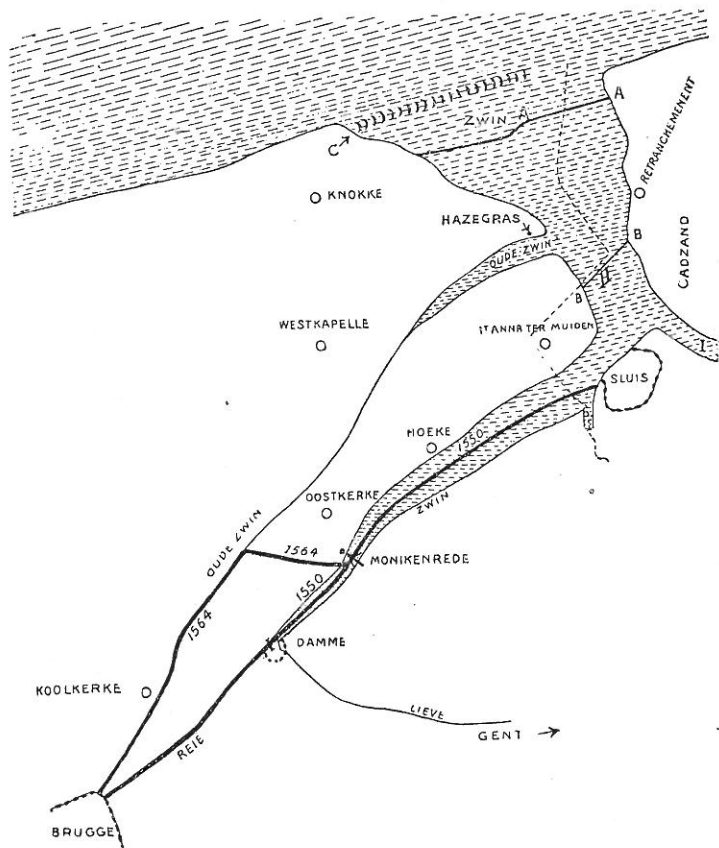 ZWIN
A
A
C
RETRANCHEMENT
KNOKKE
HAZEGRAS
B
OUDE ZWIN
CADZAND
B
WESTKAPELLE
ST ANNA TER MUIDEN
I
SLUIS
HOEKE
1550
ZWIN
OOSTKERKE
OUDE ZWIN
1564
MONIKENREDE
1550
1564
DAMME
KOOLKERKE
LIEVE
REIE
GENT
BRUGGE